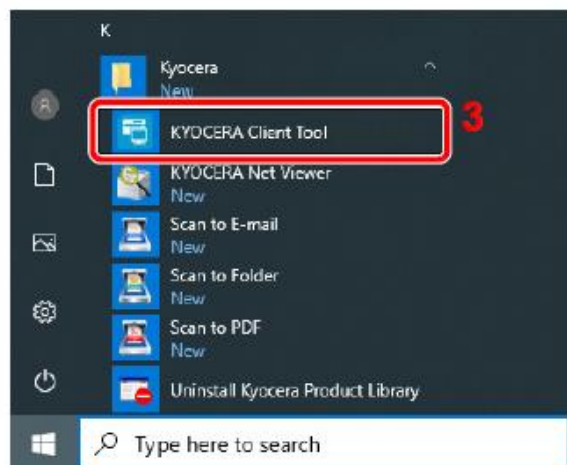 K
Kyocera
New
KYOCERA Client Tool
3
KYOCERA Net Viewer
New
Scan to E-mail
New
Scan to Folder
New
Scan to PDF
New
Uninstall Kyocera Product Library
Type here to search